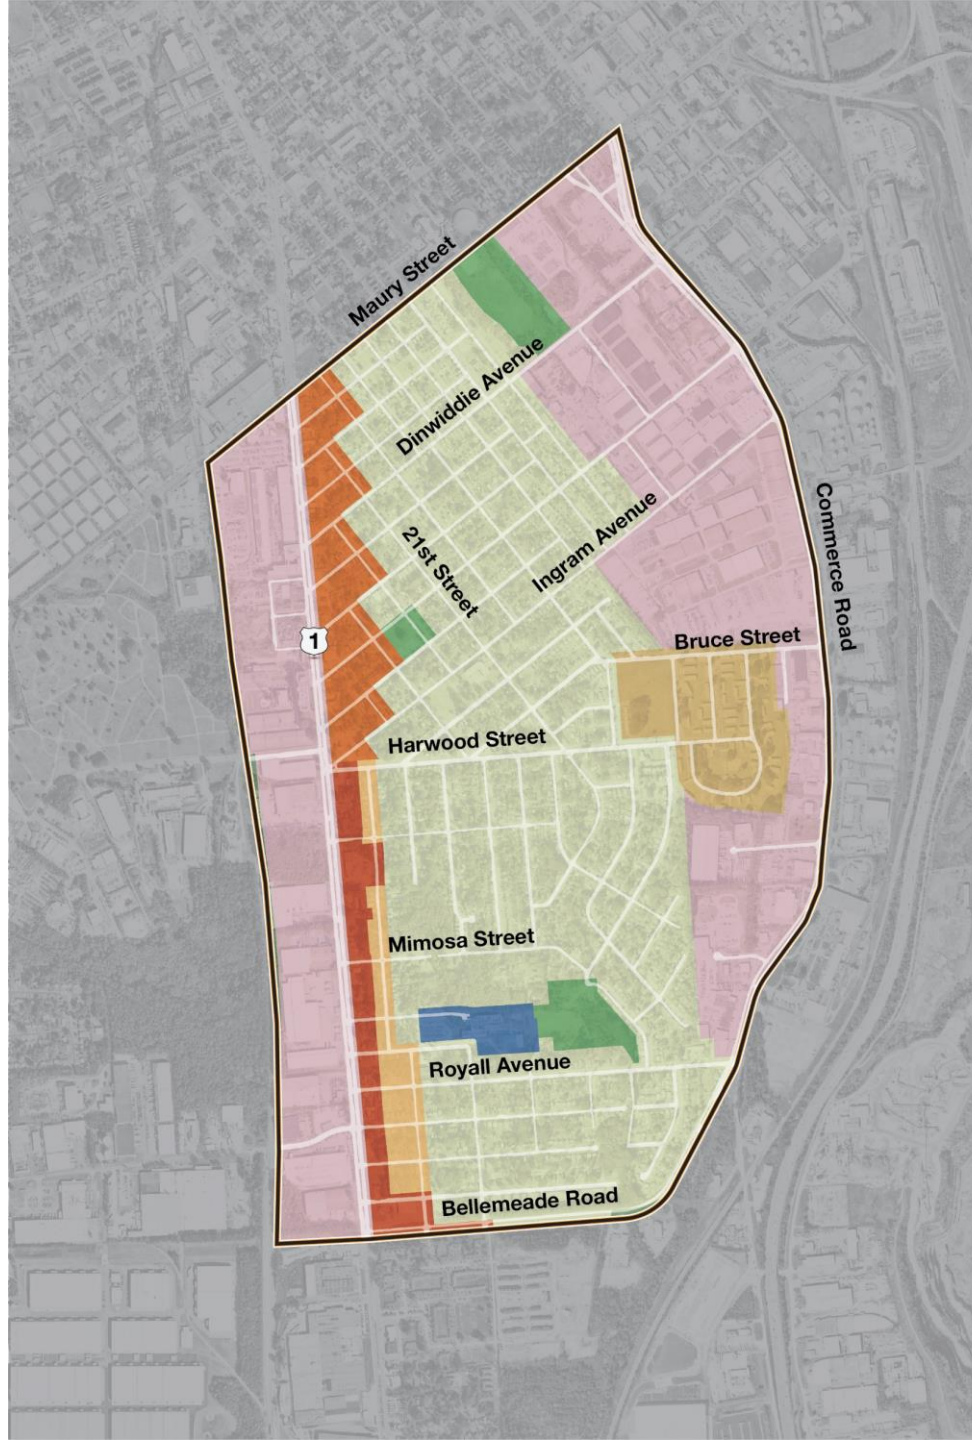 Maury Street
Dinwiddie Avenue
21st Street
Ingram Avenue
Commerce Road
1
Bruce Street
Harwood Street
Mimosa Street
Royall Avenue
Bellemeade Road